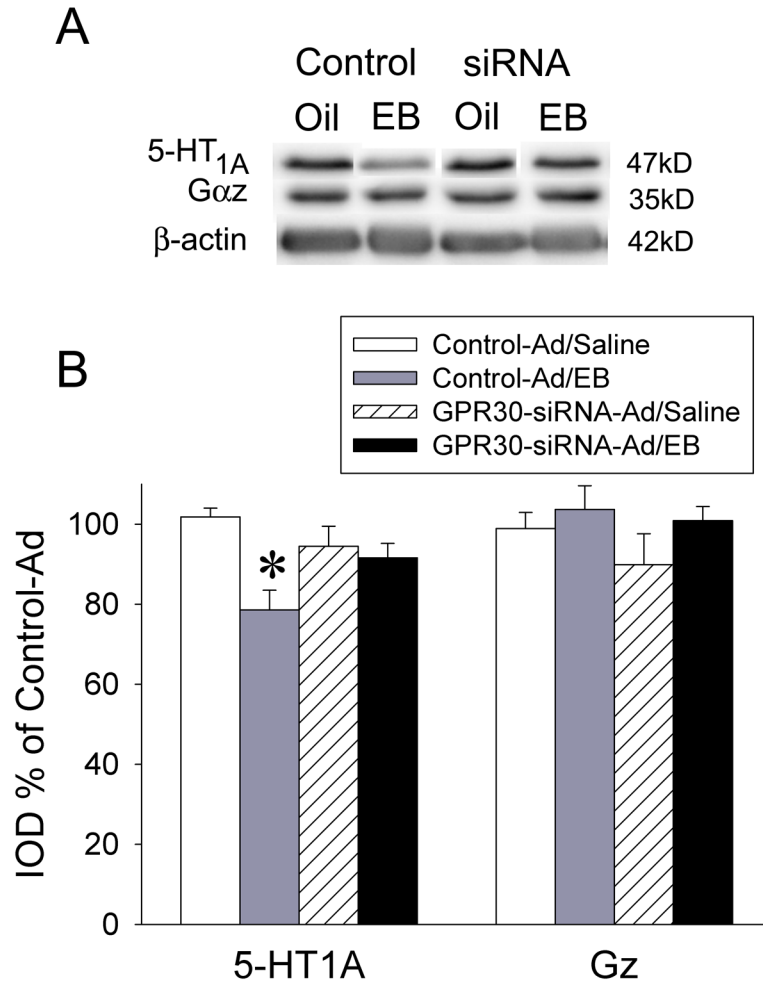 A
Control siRNA
Oil EB Oil EB
5-HT1A 47kD
Gαz 35kD
β-actin 42kD
B
Control-Ad/Saline
Control-Ad/EB
GPR30-siRNA-Ad/Saline
GPR30-siRNA-Ad/EB
IOD % of Control-Ad
100
80
60
40
20
0
*
5-HT1A Gz